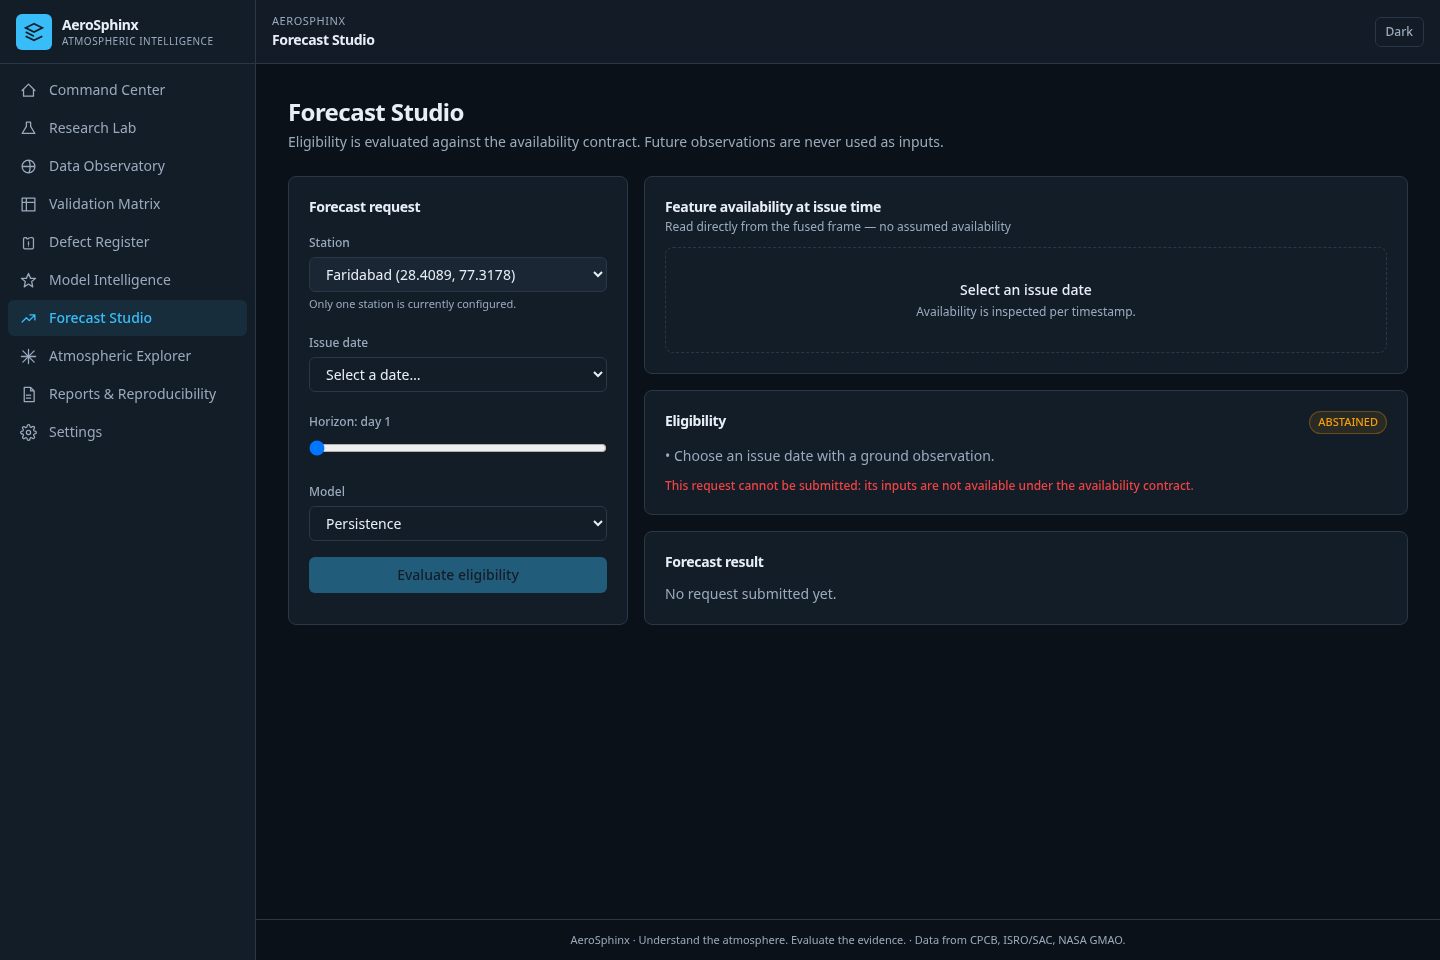 AeroSphinx
ATMOSPHERIC INTELLIGENCE
Command Center
Research Lab
Data Observatory
Validation Matrix
Defect Register
Model Intelligence
Forecast Studio
Atmospheric Explorer
Reports & Reproducibility
Settings
AEROSPHINX
Forecast Studio
Dark
Forecast Studio
Eligibility is evaluated against the availability contract. Future observations are never used as inputs.
Forecast request
Station
Faridabad (28.4089, 77.3178)
Only one station is currently configured.
Issue date
Select a date...
Horizon: day 1
Model
Persistence
Evaluate eligibility
Feature availability at issue time
Read directly from the fused frame — no assumed availability
Select an issue date
Availability is inspected per timestamp.
Eligibility
ABSTAINED
• Choose an issue date with a ground observation.
This request cannot be submitted: its inputs are not available under the availability contract.
Forecast result
No request submitted yet.
AeroSphinx · Understand the atmosphere. Evaluate the evidence. · Data from CPCB, ISRO/SAC, NASA GMAO.